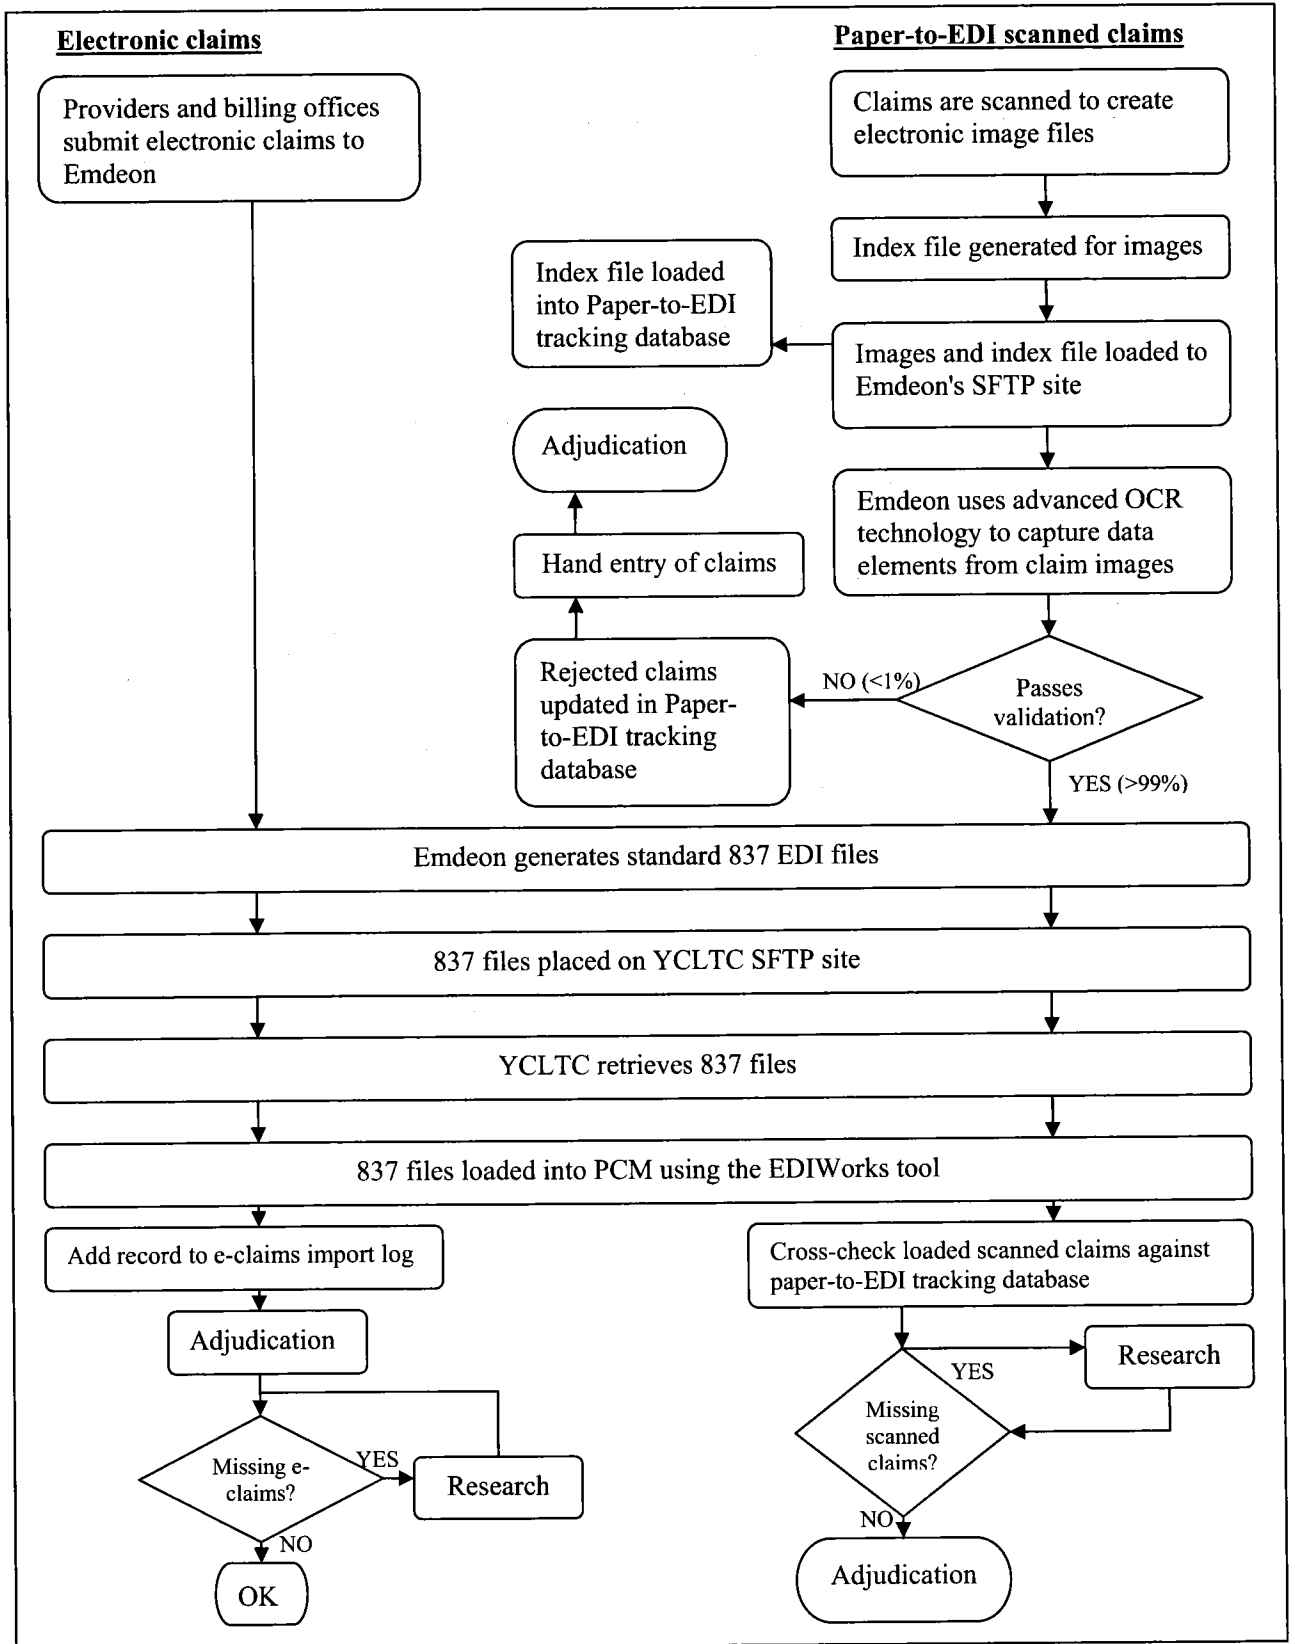 Electronic claims
Paper-to-EDI scanned claims
Providers and billing offices
submit electronic claims to
Emdeon
Claims are scanned to create
electronic image files
Index file generated for images
Index file loaded
into Paper-to-EDI
tracking database
Images and index file loaded to
Emdeon's SFTP site
Adjudication
Emdeon uses advanced OCR
technology to capture data
elements from claim images
Hand entry of claims
Rejected claims
updated in Paper-
to-EDI tracking
database
NO (<1%)
Passes
validation?
YES (>99%)
Emdeon generates standard 837 EDI files
837 files placed on YCLTC SFTP site
YCLTC retrieves 837 files
837 files loaded into PCM using the EDIWorks tool
Add record to e-claims import log
Cross-check loaded scanned claims against
paper-to-EDI tracking database
Adjudication
Research
YES
Missing
scanned
claims?
Missing e-
claims?
YES
Research
NO
NO
OK
Adjudication